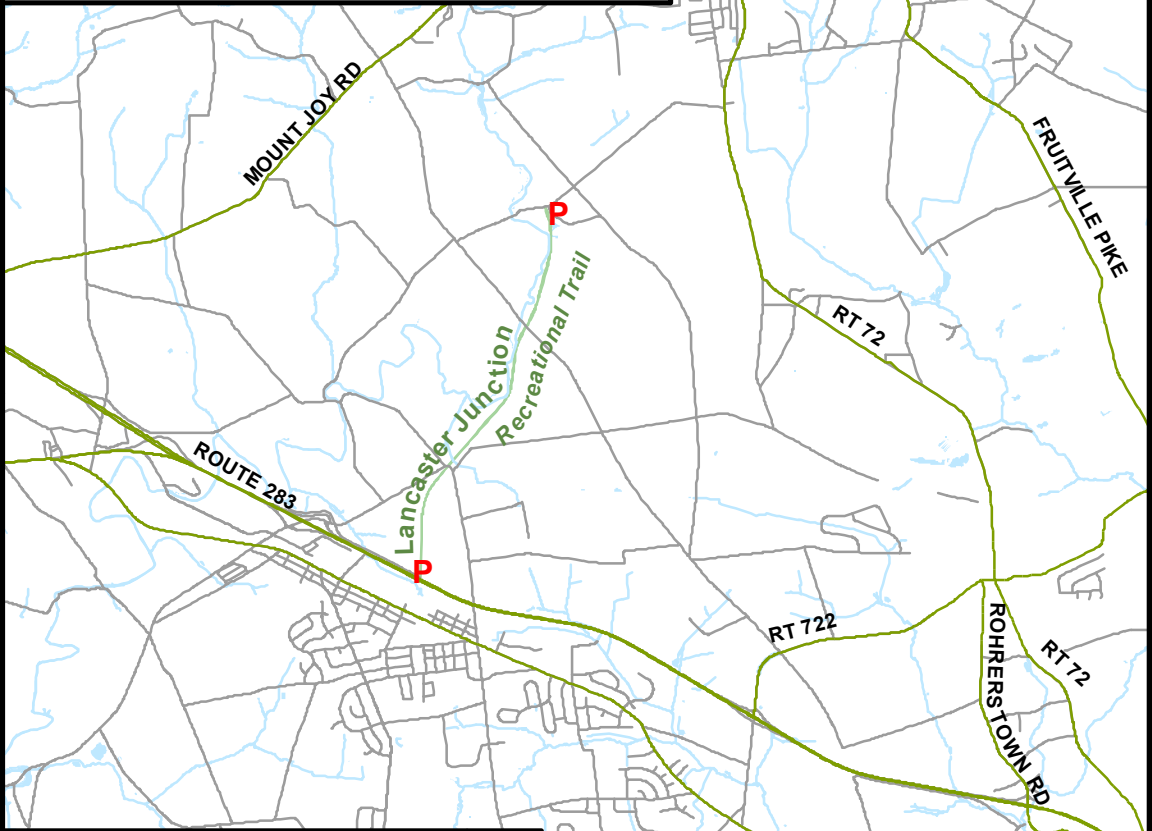 MOUNT JOY RD
FRUITVILLE PIKE
P
RT 72
Lancaster Junction
Recreational Trail
ROUTE 283
P
RT 722
ROHRERSTOWN RD
RT 72